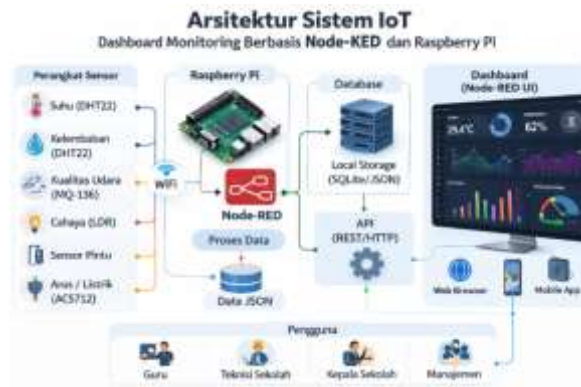 Arsitektur Sistem IoT
Dashboard Monitoring Berbasis Node-KED dan Raspberry PI
Perangkat Sensor
Suhu (DHT22)
Kelembaban
(DHT22)
Kualitas Udara
(MQ-136)
Cahaya (LDR)
Sensor Pintu
Arus / Listrik
(ACS712)
WiFi
Raspberry PI
Node-RED
Proses Data
Data JSON
Database
Local Storage
(SQLite/JSON)
API
(REST/HTTP)
Dashboard
(Node-RED UI)
62%
Web Browser
Mobile App
Pengguna
Guru
Teknisi Sekolah
Kepala Sekolah
Manajemen